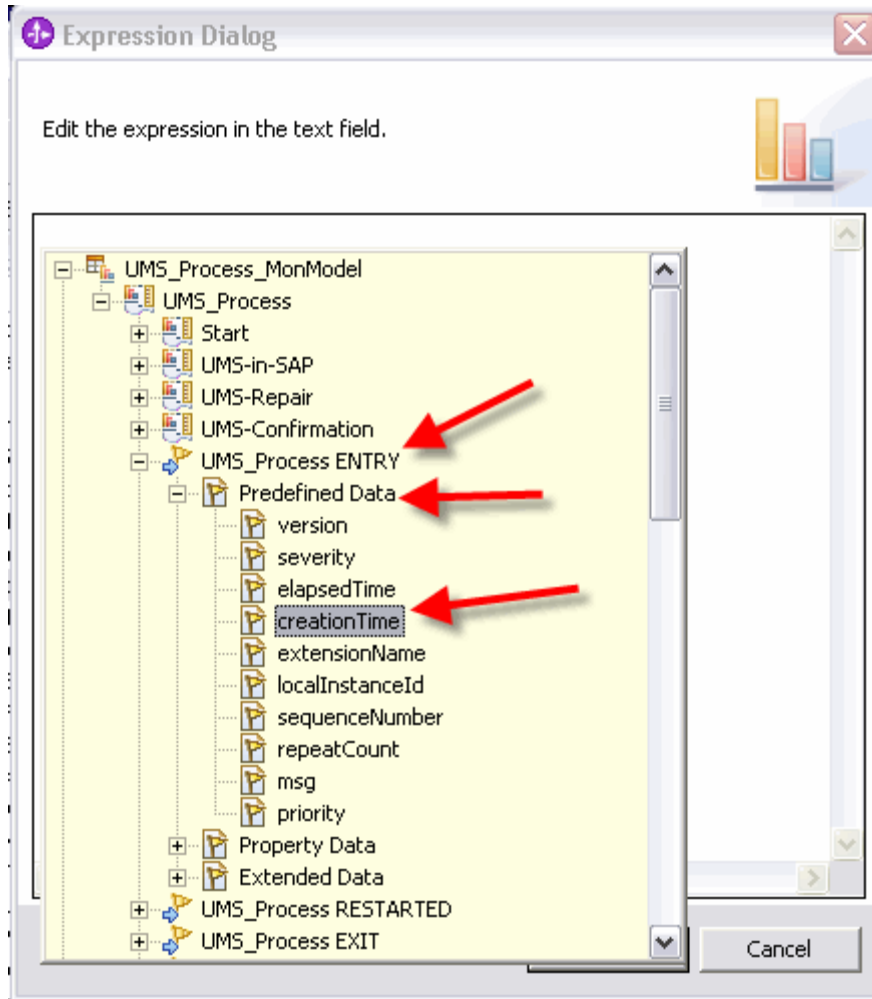 Expression Dialog
Edit the expression in the text field.
UMS_Process_MonModel
UMS_Process
Start
UMS-in-SAP
UMS-Repair
UMS-Confirmation
UMS_Process ENTRY
Predefined Data
version
severity
elapsedTime
creationTime
extensionName
localInstanceId
sequenceNumber
repeatCount
msg
priority
Property Data
Extended Data
UMS_Process RESTARTED
UMS_Process EXIT
Cancel